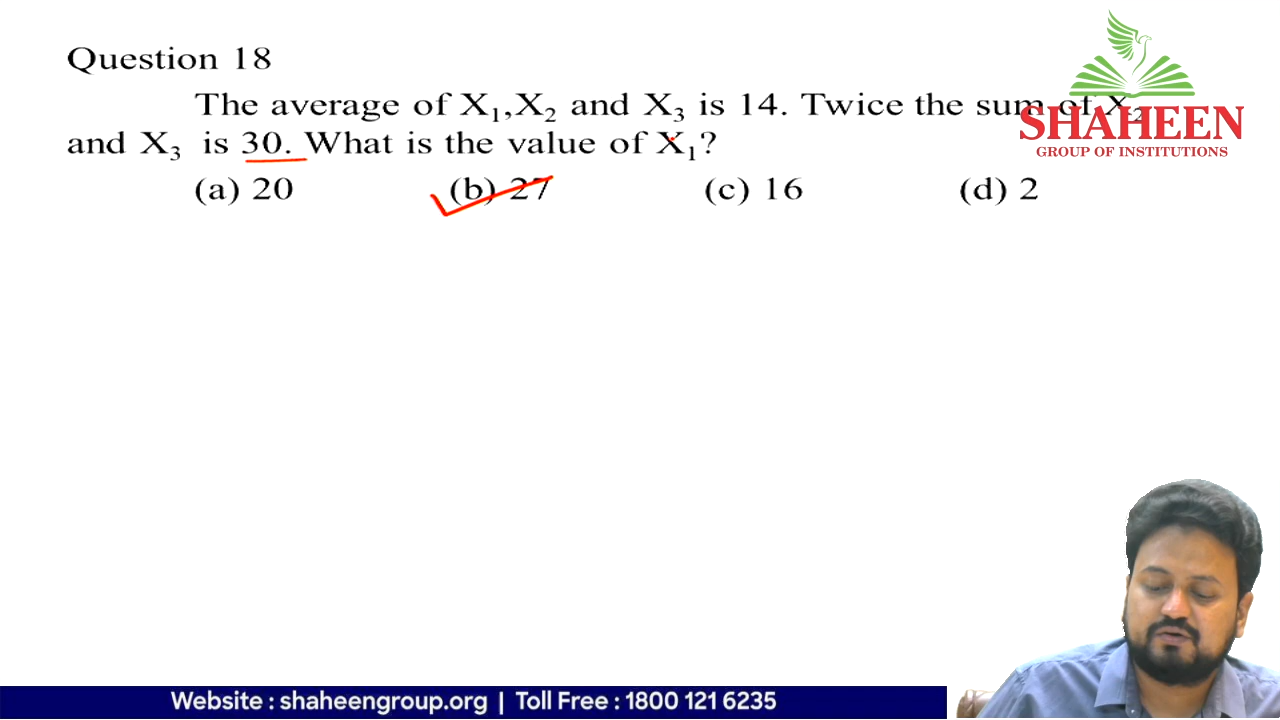 Question 18
The average of X₁,X₂ and X₃ is 14. Twice the sum of X₂
and X₃ is 30. What is the value of X₁?
(a) 20 (b) 27 (c) 16 (d) 2
SHAHEEN
GROUP OF INSTITUTIONS
Website : shaheengroup.org | Toll Free : 1800 121 6235